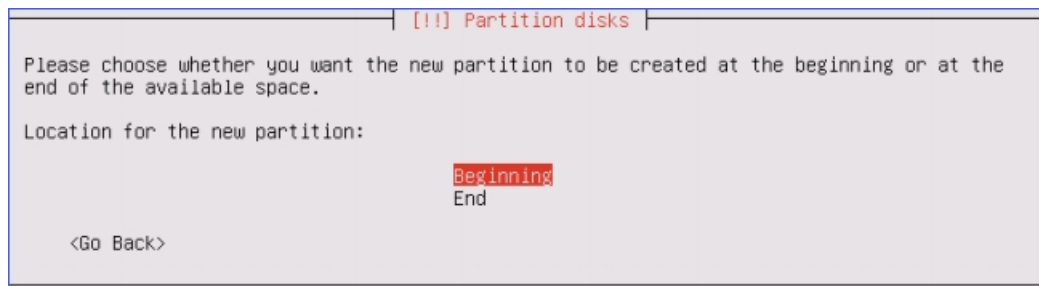 [!!] Partition disks
Please choose whether you want the new partition to be created at the beginning or at the
end of the available space.
Location for the new partition:
Beginning
End
<Go Back>